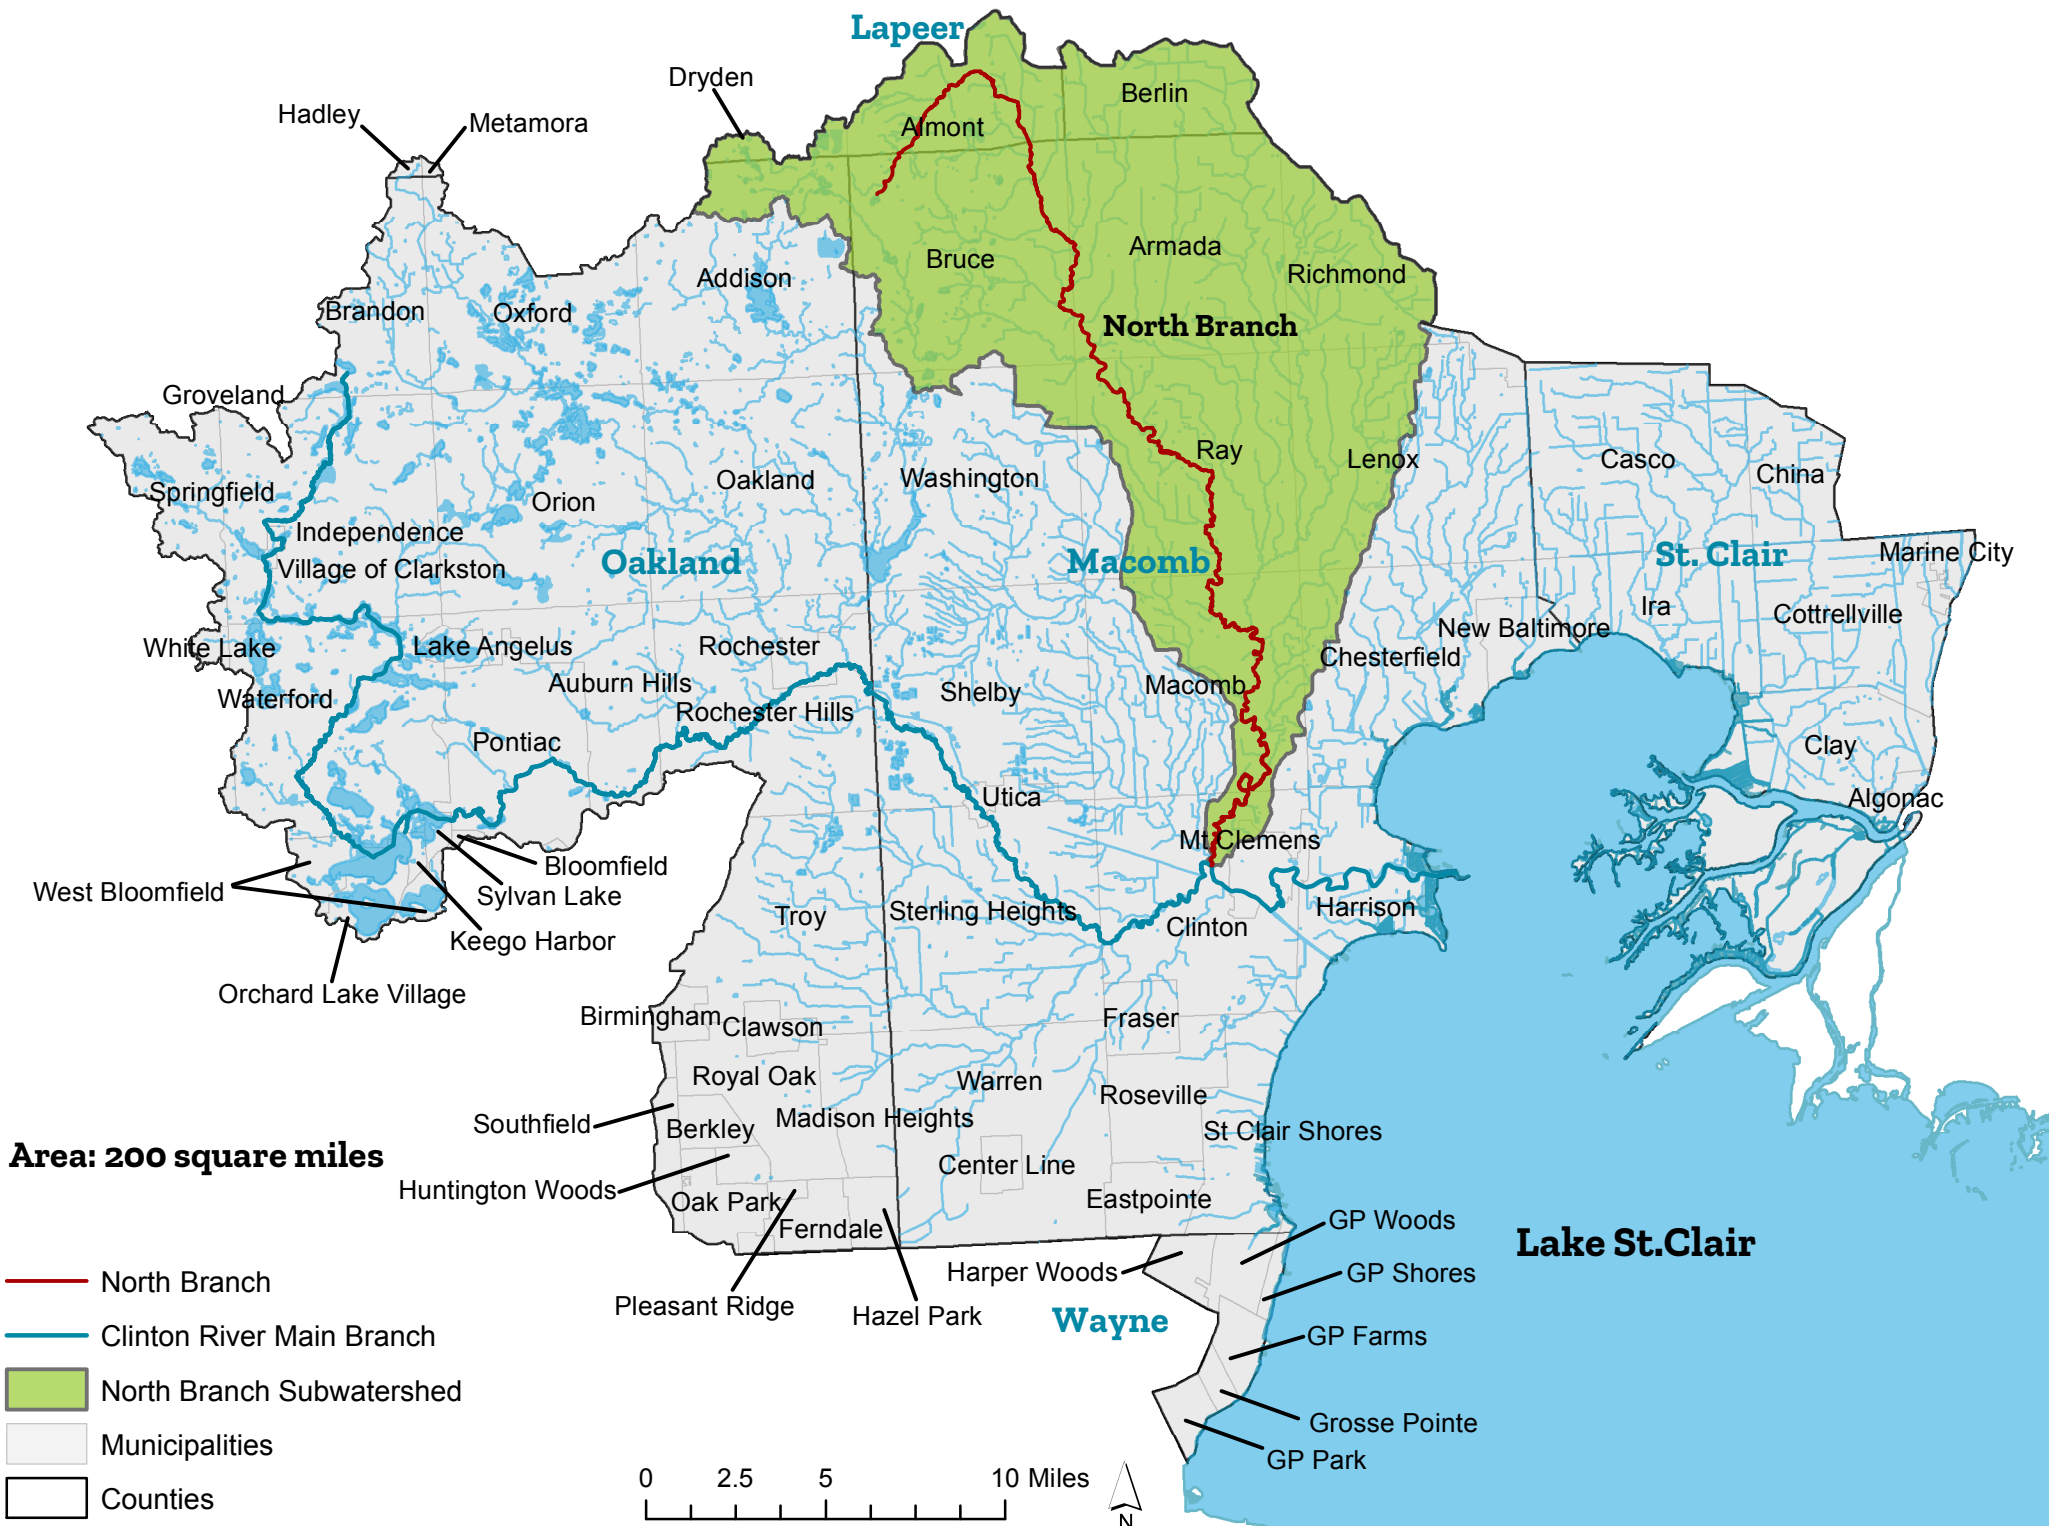 Lapeer
Dryden
Berlin
Hadley
Metamora
Almont
Armada
Bruce
Richmond
Addison
Brandon
Oxford
North Branch
Groveland
Ray
Lenox
Casco
China
Washington
Oakland
Springfield
Orion
Independence
Village of Clarkston
Oakland
Macomb
St. Clair
Marine City
Ira
Cottrellville
New Baltimore
White Lake
Lake Angelus
Rochester
Chesterfield
Auburn Hills
Macomb
Waterford
Shelby
Rochester Hills
Pontiac
Clay
Utica
Algonac
Mt Clemens
Bloomfield
West Bloomfield
Sylvan Lake
Troy
Sterling Heights
Harrison
Clinton
Keego Harbor
Orchard Lake Village
Birmingham
Clawson
Fraser
Royal Oak
Warren
Roseville
Southfield
Berkley
Madison Heights
St Clair Shores
Area: 200 square miles
Center Line
Huntington Woods
Oak Park
Eastpointe
Ferndale
GP Woods
Lake St.Clair
Harper Woods
GP Shores
North Branch
Pleasant Ridge
Hazel Park
Wayne
GP Farms
Clinton River Main Branch
North Branch Subwatershed
Grosse Pointe
Municipalities
GP Park
0 2.5 5 10 Miles
Counties
N